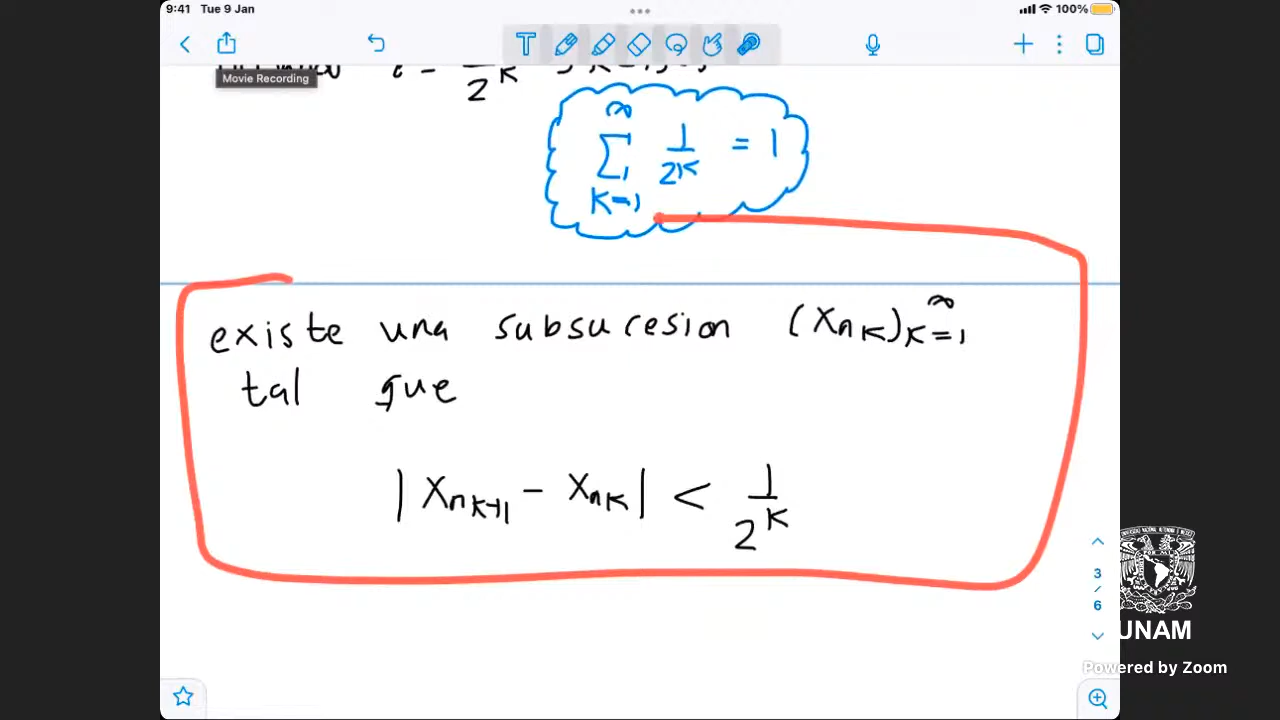 9:41 Tue 9 Jan
100%
T
Movie Recording
2^K
∞
∑ 1/2^K = 1
K=1
existe una subsucesion (x_{n_K})_{K=1}^∞
tal que
|x_{n_{K+1}} - x_{n_K}| < 1/2^K
3
/
6
UNAM
Powered by Zoom